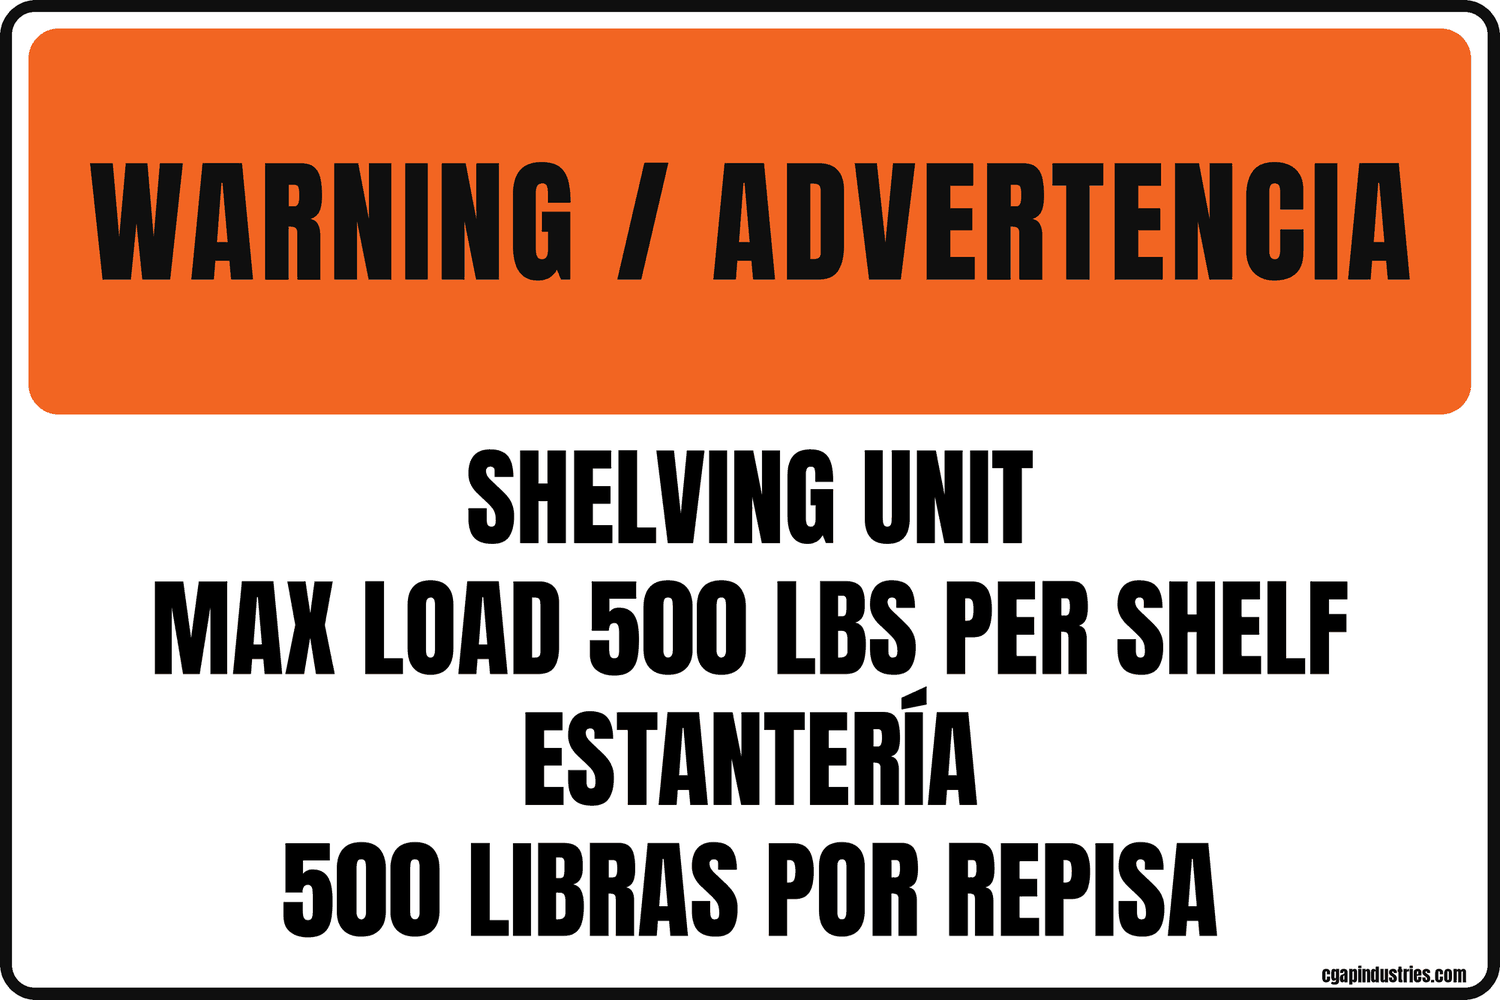 WARNING / ADVERTENCIA
SHELVING UNIT
MAX LOAD 500 LBS PER SHELF
ESTANTERÍA
500 LIBRAS POR REPISA
cgapindustries.com